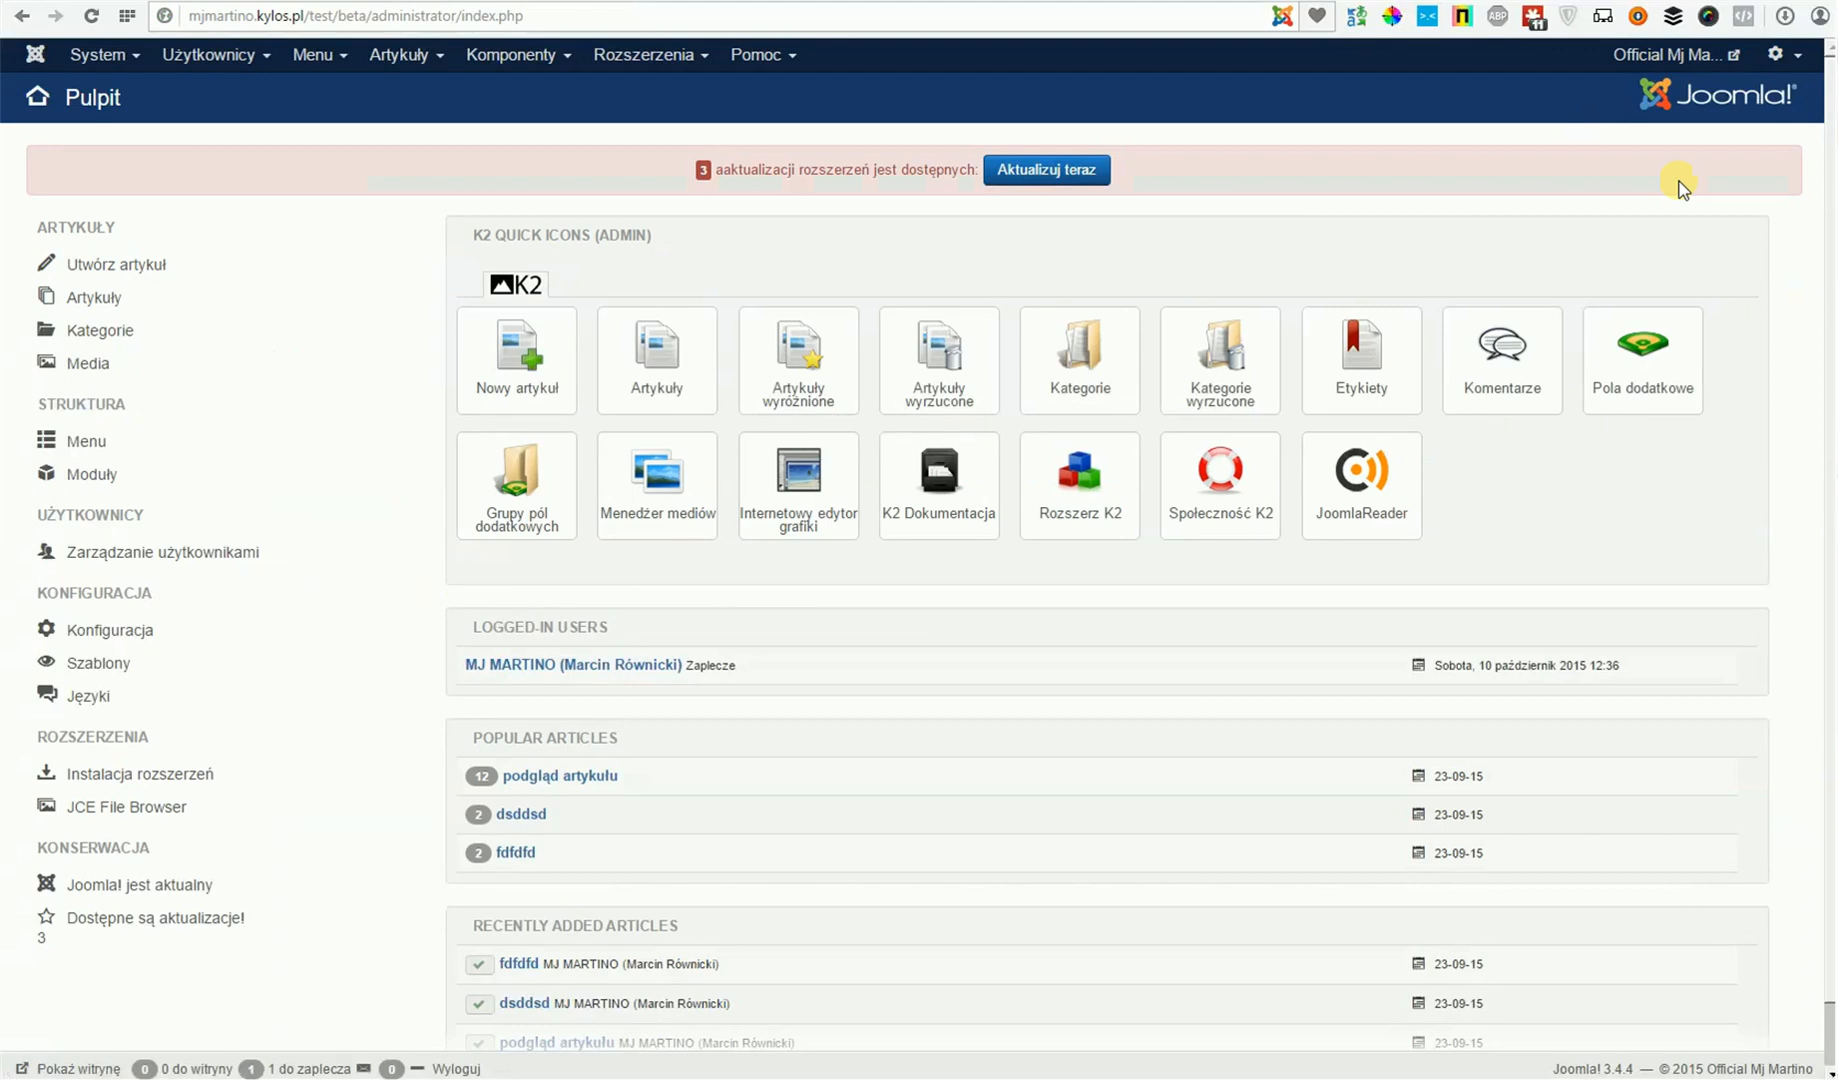 mjmartino.kylos.pl/test/beta/administrator/index.php
ABP
11
System Użytkownicy Menu Artykuły Komponenty Rozszerzenia Pomoc Official Mj Ma...
Pulpit
Joomla!®
3 aaktualizacji rozszerzeń jest dostępnych: Aktualizuj teraz
ARTYKUŁY
Utwórz artykuł
Artykuły
Kategorie
Media
STRUKTURA
Menu
Moduły
UŻYTKOWNICY
Zarządzanie użytkownikami
KONFIGURACJA
Konfiguracja
Szablony
Języki
ROZSZERZENIA
Instalacja rozszerzeń
JCE File Browser
KONSERWACJA
Joomla! jest aktualny
Dostępne są aktualizacje!
3
K2 QUICK ICONS (ADMIN)
K2
Nowy artykuł
Artykuły
Artykuły
wyróżnione
Artykuły
wyrzucone
Kategorie
Kategorie
wyrzucone
Etykiety
Komentarze
Pola dodatkowe
Grupy pól
dodatkowych
Menedżer mediów
Internetowy edytor
grafiki
K2 Dokumentacja
Rozszerz K2
Społeczność K2
JoomlaReader
LOGGED-IN USERS
MJ MARTINO (Marcin Równicki) Zaplecze Sobota, 10 październik 2015 12:36
POPULAR ARTICLES
12 podgląd artykułu 23-09-15
2 dsddsd 23-09-15
2 fdfdfd 23-09-15
RECENTLY ADDED ARTICLES
fdfdfd MJ MARTINO (Marcin Równicki) 23-09-15
dsddsd MJ MARTINO (Marcin Równicki) 23-09-15
podgląd artykułu MJ MARTINO (Marcin Równicki) 23-09-15
Pokaż witrynę 0 0 do witryny 1 1 do zaplecza 0 Wyloguj
Joomla! 3.4.4 — © 2015 Official Mj Martino